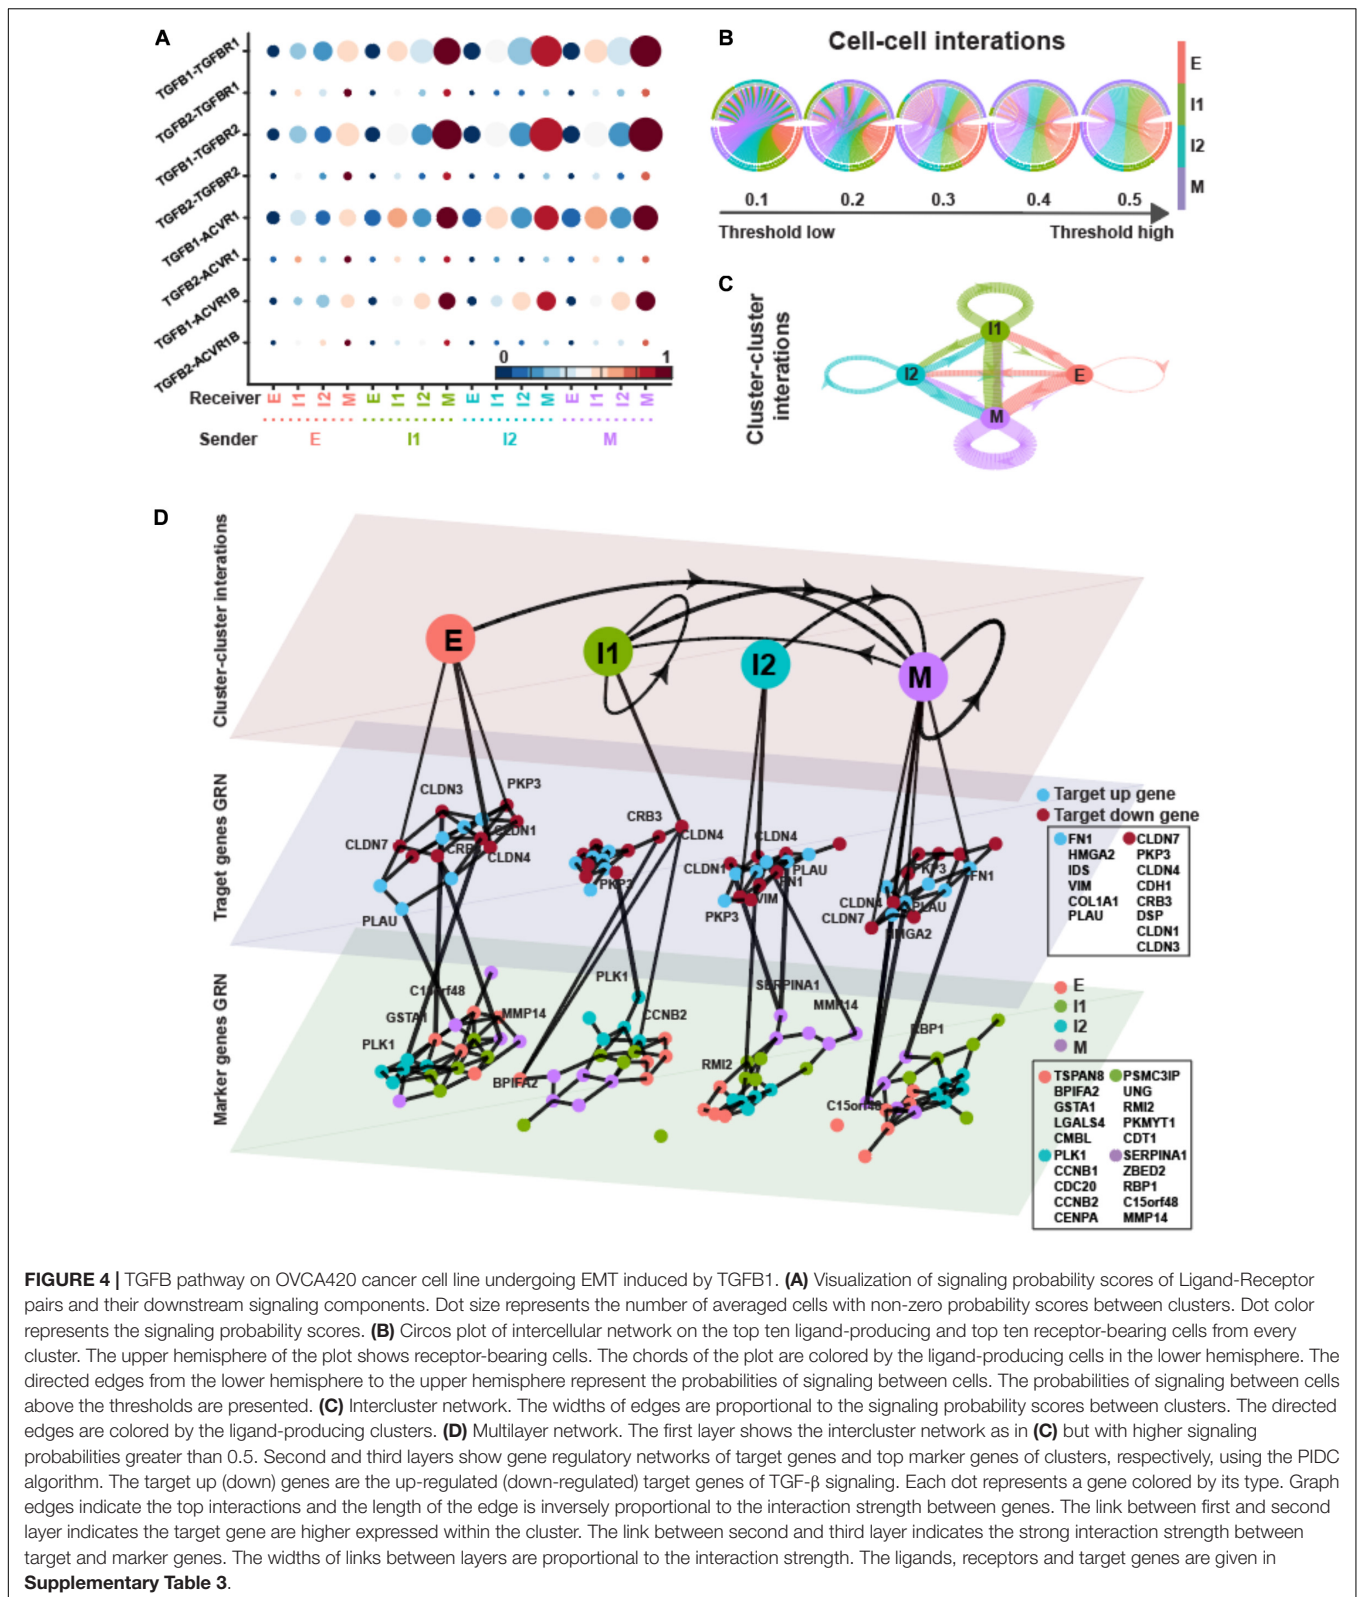 A
TGFB1-TGFBR1
TGFB2-TGFBR1
TGFB1-TGFBR2
TGFB2-TGFBR2
TGFB1-ACVR1
TGFB2-ACVR1
TGFB1-ACVR1B
TGFB2-ACVR1B
0 1
Receiver E I1 I2 M E I1 I2 M E I1 I2 M E I1 I2 M
Sender E I1 I2 M
B
Cell-cell interations
E
I1
I2
M
0.1 0.2 0.3 0.4 0.5
Threshold low Threshold high
C
Cluster-cluster
interations
I1
I2
E
M
D
Cluster-cluster interations
E
I1
I2
M
Traget genes GRN
CLDN3
PKP3
CLDN7
CRB3
CLDN1
CLDN4
PLAU
CRB3
CLDN4
PKP3
CLDN4
CLDN1
PLAU
FN1
VIM
PKP3
PKP3
FN1
CLDN4
PLAU
CLDN7
HMGA2
Target up gene
Target down gene
FN1 CLDN7
HMGA2 PKP3
IDS CLDN4
VIM CDH1
COL1A1 CRB3
PLAU DSP
CLDN1
CLDN3
Marker genes GRN
C15orf48
GSTA1
MMP14
PLK1
PLK1
CCNB2
BPIFA2
SERPINA1
MMP14
RMI2
RBP1
C15orf48
E
I1
I2
M
TSPAN8 PSMC3IP
BPIFA2 UNG
GSTA1 RMI2
LGALS4 PKMYT1
CMBL CDT1
PLK1 SERPINA1
CCNB1 ZBED2
CDC20 RBP1
CCNB2 C15orf48
CENPA MMP14
FIGURE 4 | TGFB pathway on OVCA420 cancer cell line undergoing EMT induced by TGFB1. (A) Visualization of signaling probability scores of Ligand-Receptor
pairs and their downstream signaling components. Dot size represents the number of averaged cells with non-zero probability scores between clusters. Dot color
represents the signaling probability scores. (B) Circos plot of intercellular network on the top ten ligand-producing and top ten receptor-bearing cells from every
cluster. The upper hemisphere of the plot shows receptor-bearing cells. The chords of the plot are colored by the ligand-producing cells in the lower hemisphere. The
directed edges from the lower hemisphere to the upper hemisphere represent the probabilities of signaling between cells. The probabilities of signaling between cells
above the thresholds are presented. (C) Intercluster network. The widths of edges are proportional to the signaling probability scores between clusters. The directed
edges are colored by the ligand-producing clusters. (D) Multilayer network. The first layer shows the intercluster network as in (C) but with higher signaling
probabilities greater than 0.5. Second and third layers show gene regulatory networks of target genes and top marker genes of clusters, respectively, using the PIDC
algorithm. The target up (down) genes are the up-regulated (down-regulated) target genes of TGF-β signaling. Each dot represents a gene colored by its type. Graph
edges indicate the top interactions and the length of the edge is inversely proportional to the interaction strength between genes. The link between first and second
layer indicates the target gene are higher expressed within the cluster. The link between second and third layer indicates the strong interaction strength between
target and marker genes. The widths of links between layers are proportional to the interaction strength. The ligands, receptors and target genes are given in
Supplementary Table 3.